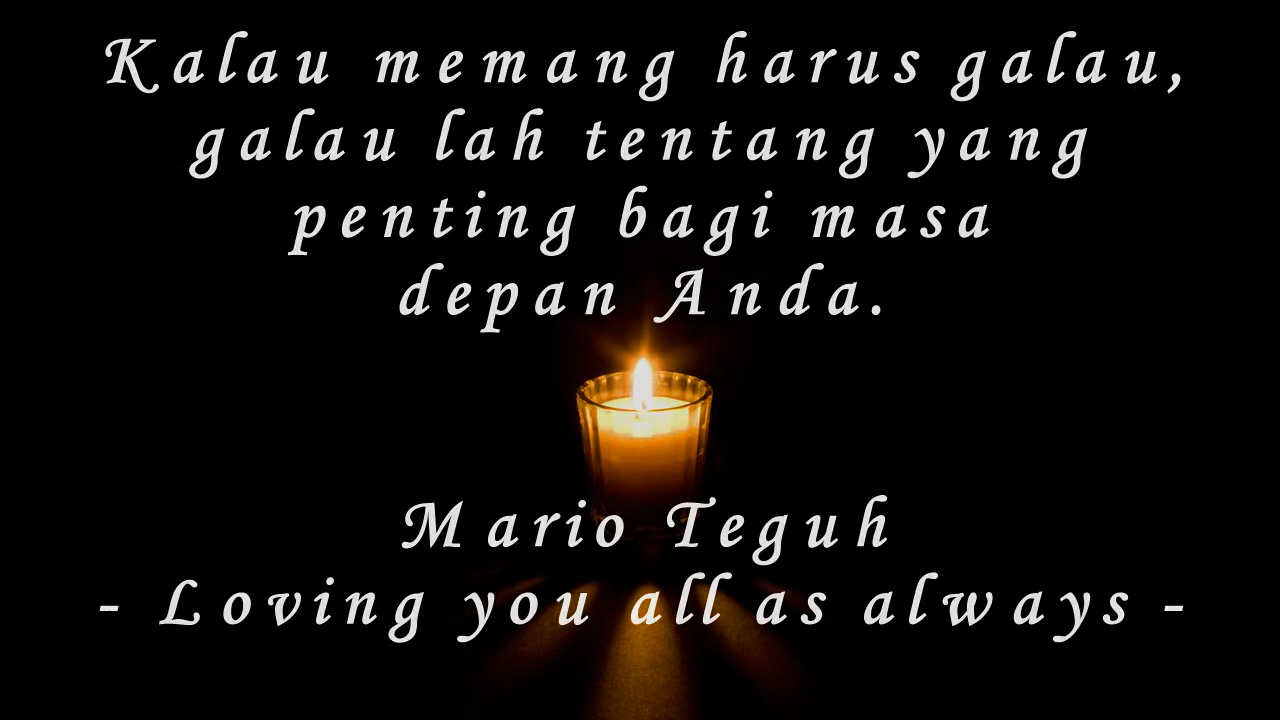 Kalau memang harus galau,
galau lah tentang yang
penting bagi masa
depan Anda.
Mario Teguh
- Loving you all as always -